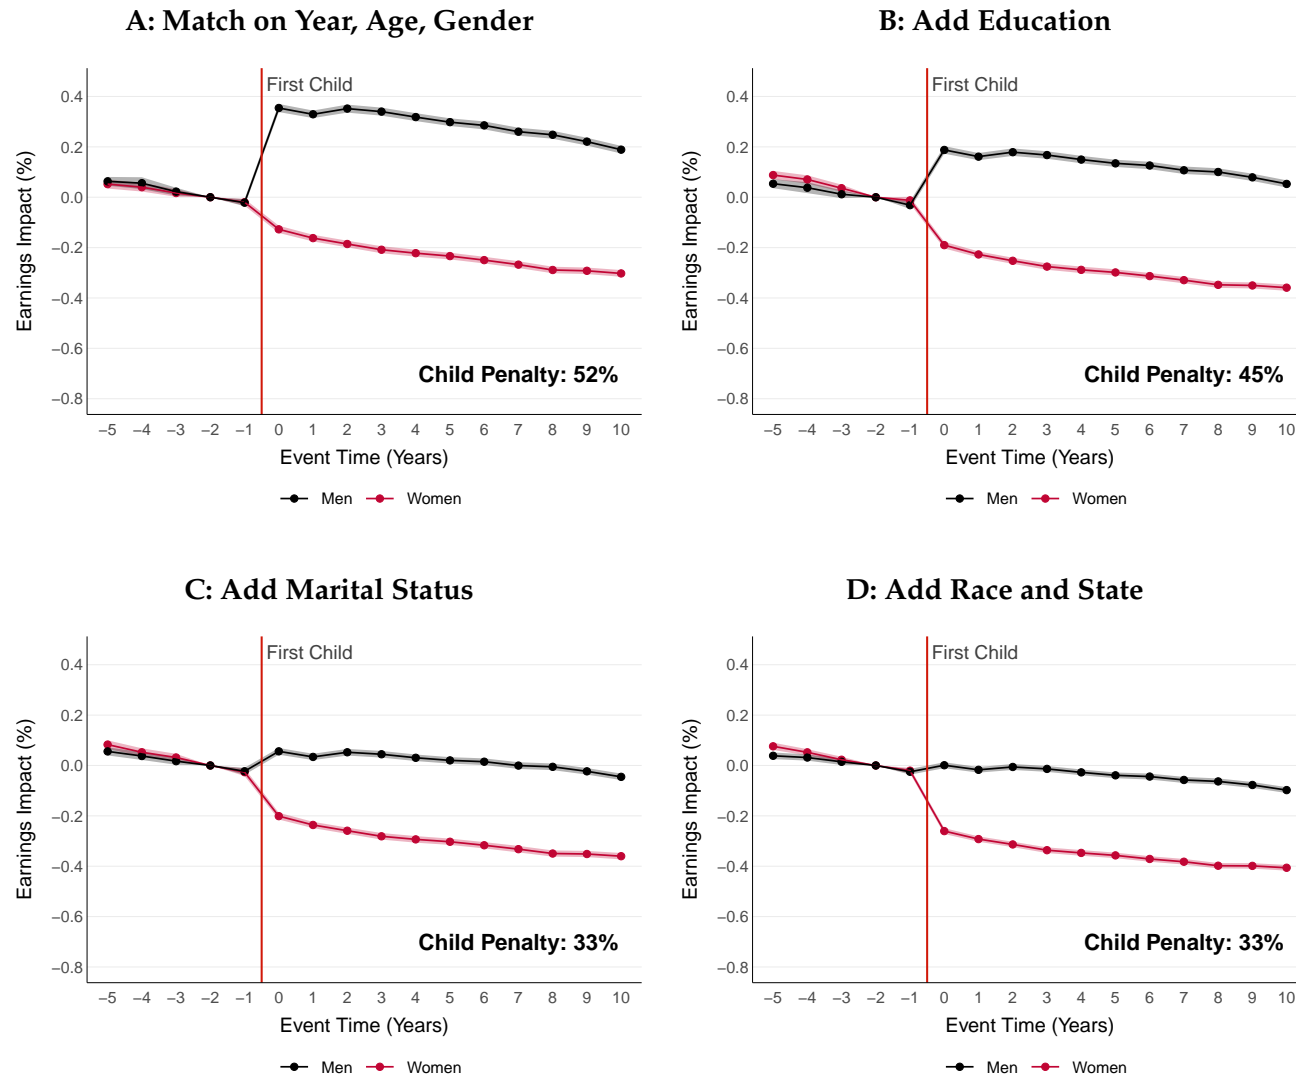 A: Match on Year, Age, Gender
First Child
Earnings Impact (%)
0.4
0.2
0.0
−0.2
−0.4
−0.6
−0.8
Child Penalty: 52%
−5 −4 −3 −2 −1 0 1 2 3 4 5 6 7 8 9 10
Event Time (Years)
Men Women
B: Add Education
First Child
Earnings Impact (%)
0.4
0.2
0.0
−0.2
−0.4
−0.6
−0.8
Child Penalty: 45%
−5 −4 −3 −2 −1 0 1 2 3 4 5 6 7 8 9 10
Event Time (Years)
Men Women
C: Add Marital Status
First Child
Earnings Impact (%)
0.4
0.2
0.0
−0.2
−0.4
−0.6
−0.8
Child Penalty: 33%
−5 −4 −3 −2 −1 0 1 2 3 4 5 6 7 8 9 10
Event Time (Years)
Men Women
D: Add Race and State
First Child
Earnings Impact (%)
0.4
0.2
0.0
−0.2
−0.4
−0.6
−0.8
Child Penalty: 33%
−5 −4 −3 −2 −1 0 1 2 3 4 5 6 7 8 9 10
Event Time (Years)
Men Women